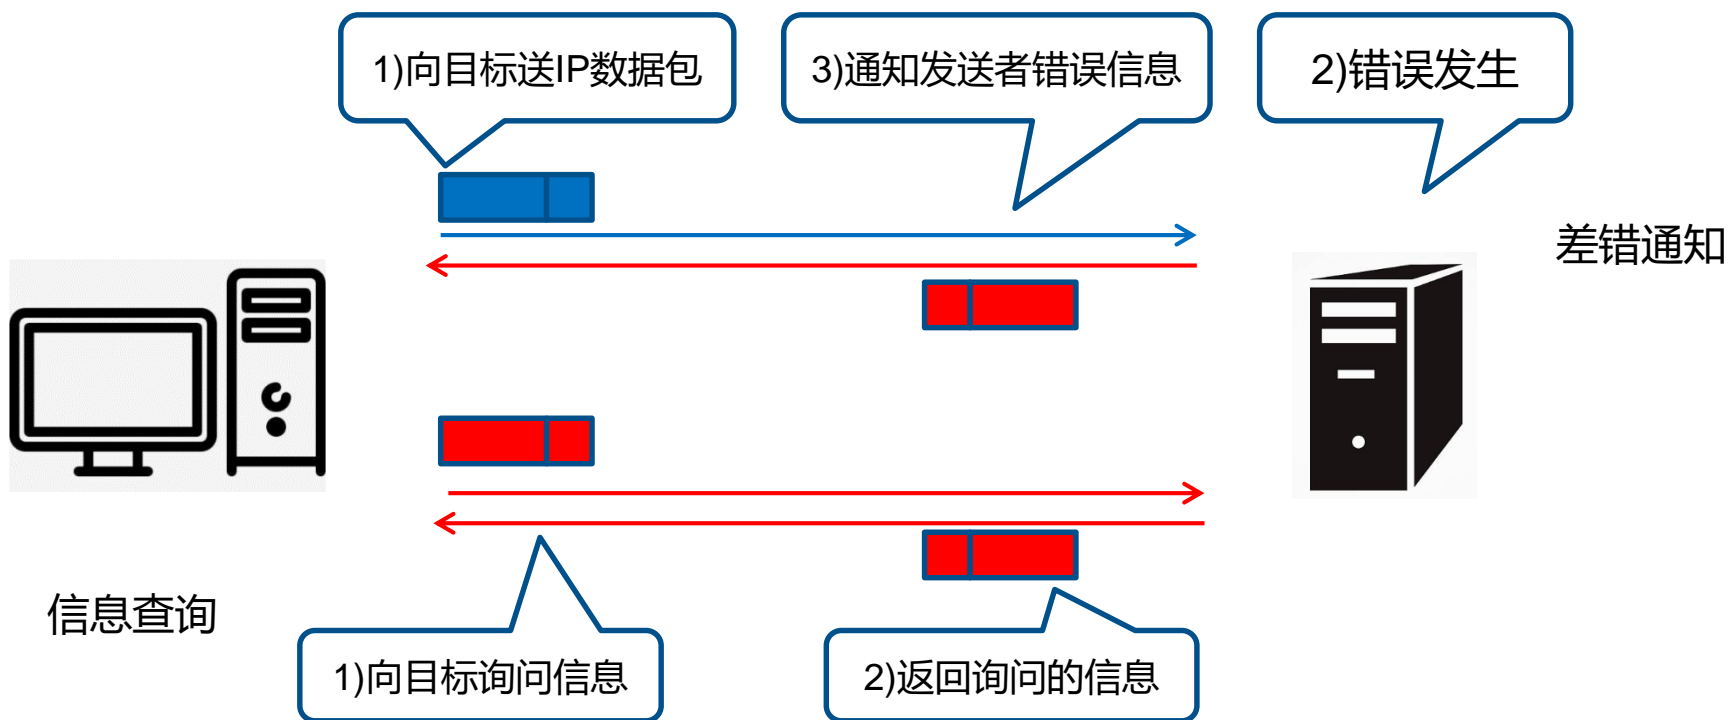 1)向目标送IP数据包
3)通知发送者错误信息
2)错误发生
差错通知
信息查询
1)向目标询问信息
2)返回询问的信息